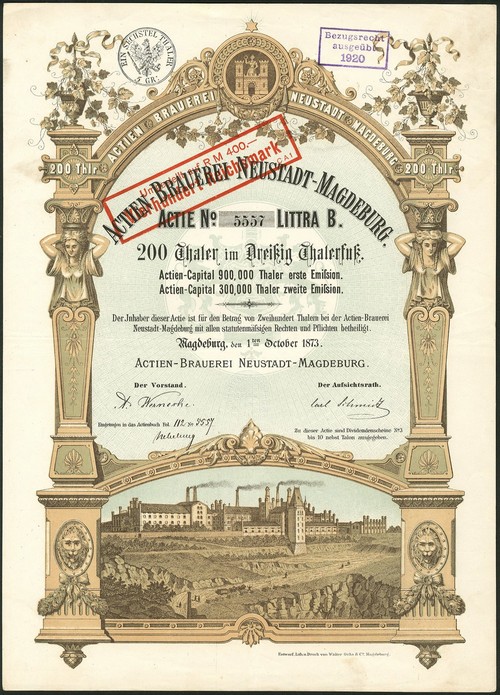 EIN SECHSTEL THALER
5 GR:
Bezugsrecht
ausgeübt
1920
ACTIEN BRAUEREI NEUSTADT MAGDEBURG
200 Thlr.
200 Thlr.
R M 400.—
Reichsmark
ACTIEN-BRAUEREI NEUSTADT-MAGDEBURG.
ACTIE No 5557 LITTRA B.
200 Thaler im Dreißig Thalerfuß.
Actien-Capital 900,000 Thaler erste Emission.
Actien-Capital 300,000 Thaler zweite Emission.
Der Inhaber dieser Actie ist für den Betrag von Zweihundert Thalern bei der Actien-Brauerei
Neustadt-Magdeburg mit allen statutenmäſsigen Rechten und Pflichten betheiligt.
Magdeburg, den 1ten October 1873.
ACTIEN-BRAUEREI NEUSTADT-MAGDEBURG.
Der Vorstand. Der Aufsichtsrath.
Carl Schmidt
Eingetragen in das Actienbuch Fol. 112 No 5557
Zu dieser Actie sind Dividendenscheine No 3
bis 10 nebst Talon ausgegeben.